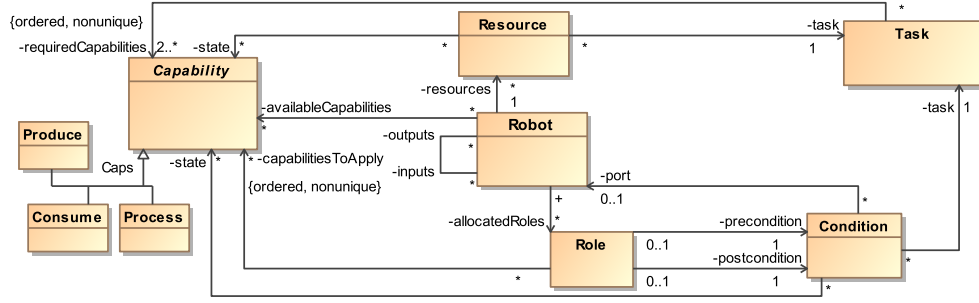 {ordered, nonunique}
*
-requiredCapabilities
2..*
-state
*
*
Resource
*
-task
1
Task
Capability
-resources
*
1
-availableCapabilities
*
*
Robot
-task
1
Produce
-outputs
*
-inputs
*
Caps
-state
*
*
-capabilitiesToApply
{ordered, nonunique}
-port
0..1
*
Consume
Process
+
-allocatedRoles
*
Role
-precondition
0..1
1
Condition
*
-postcondition
0..1
1
*
*